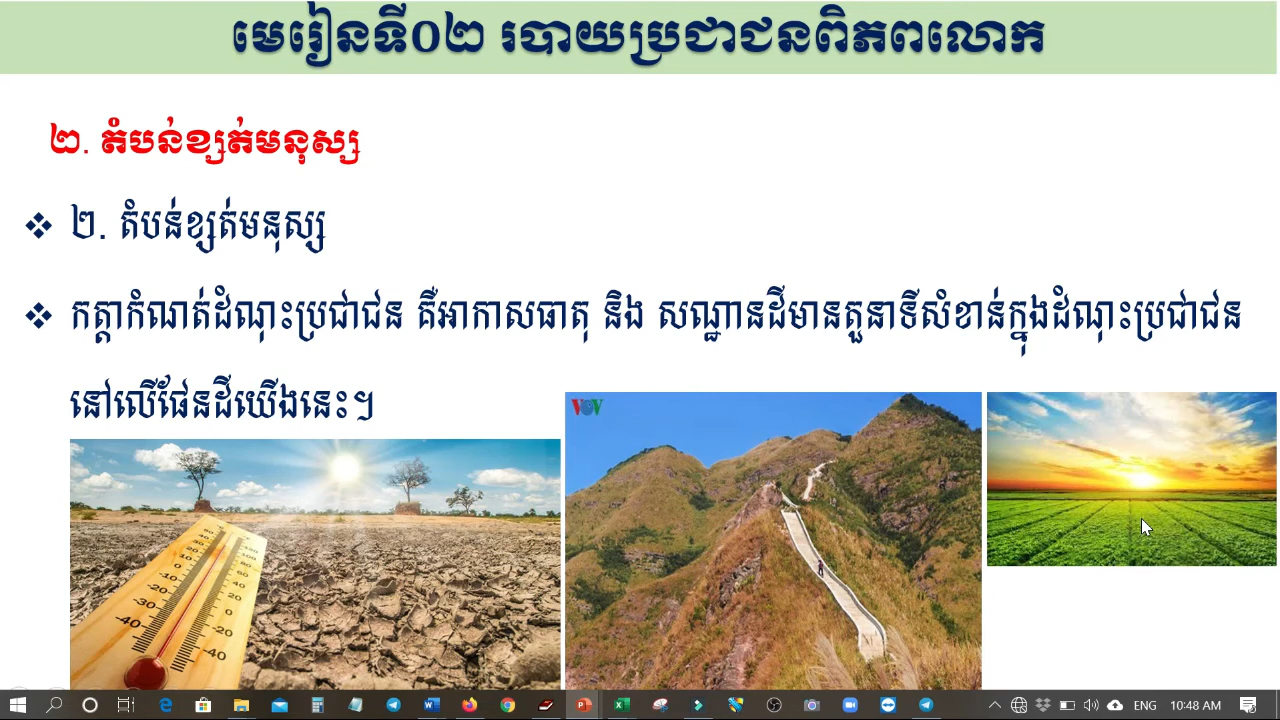 មេរៀនទី០២ របាយប្រជាជនពិភពលោក
២. តំបន់ខ្សត់មនុស្ស
❖ ២. តំបន់ខ្សត់មនុស្ស
❖ កត្តាកំណត់ដំណុះប្រជាជន គឺអាកាសធាតុ និង សណ្ឋានដីមានតួនាទីសំខាន់ក្នុងដំណុះប្រជាជន
នៅលើផែនដីយើងនេះ។
VOV
ENG 10:48 AM